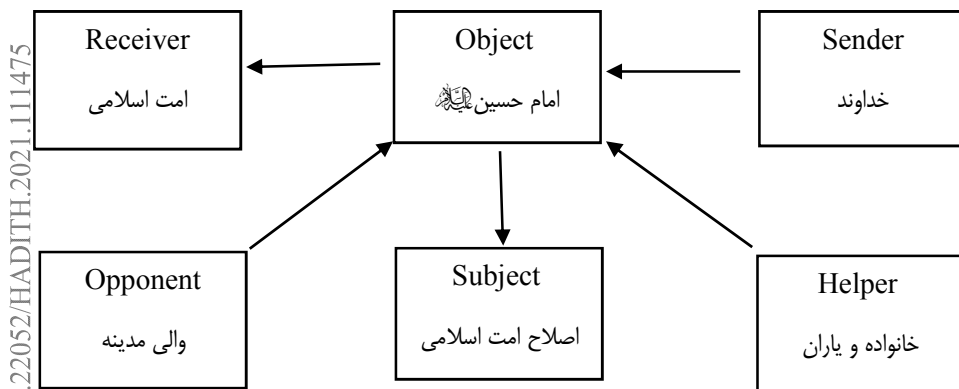 Receiver
امت اسلامی
Object
امام حسین علیه‌السلام
Sender
خداوند
Opponent
والی مدینه
Subject
اصلاح امت اسلامی
Helper
خانواده و یاران
.22052/HADITH.2021.111475